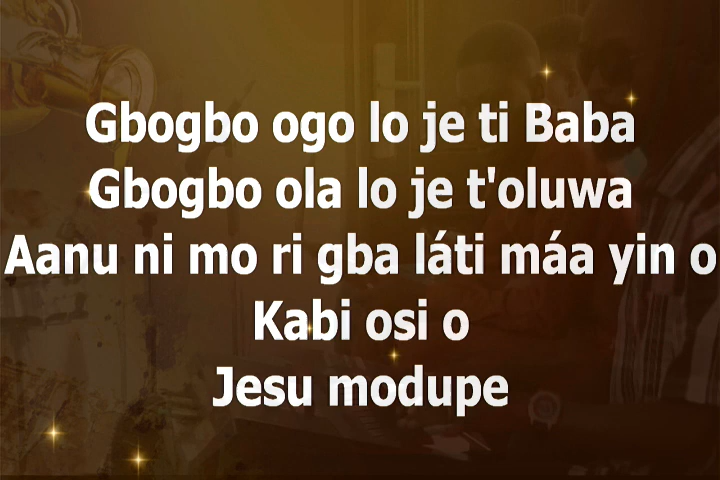 Gbogbo ogo lo je ti Baba
Gbogbo ola lo je t'oluwa
Aanu ni mo ri gba láti máa yin o
Kabi osi o
Jesu modupe